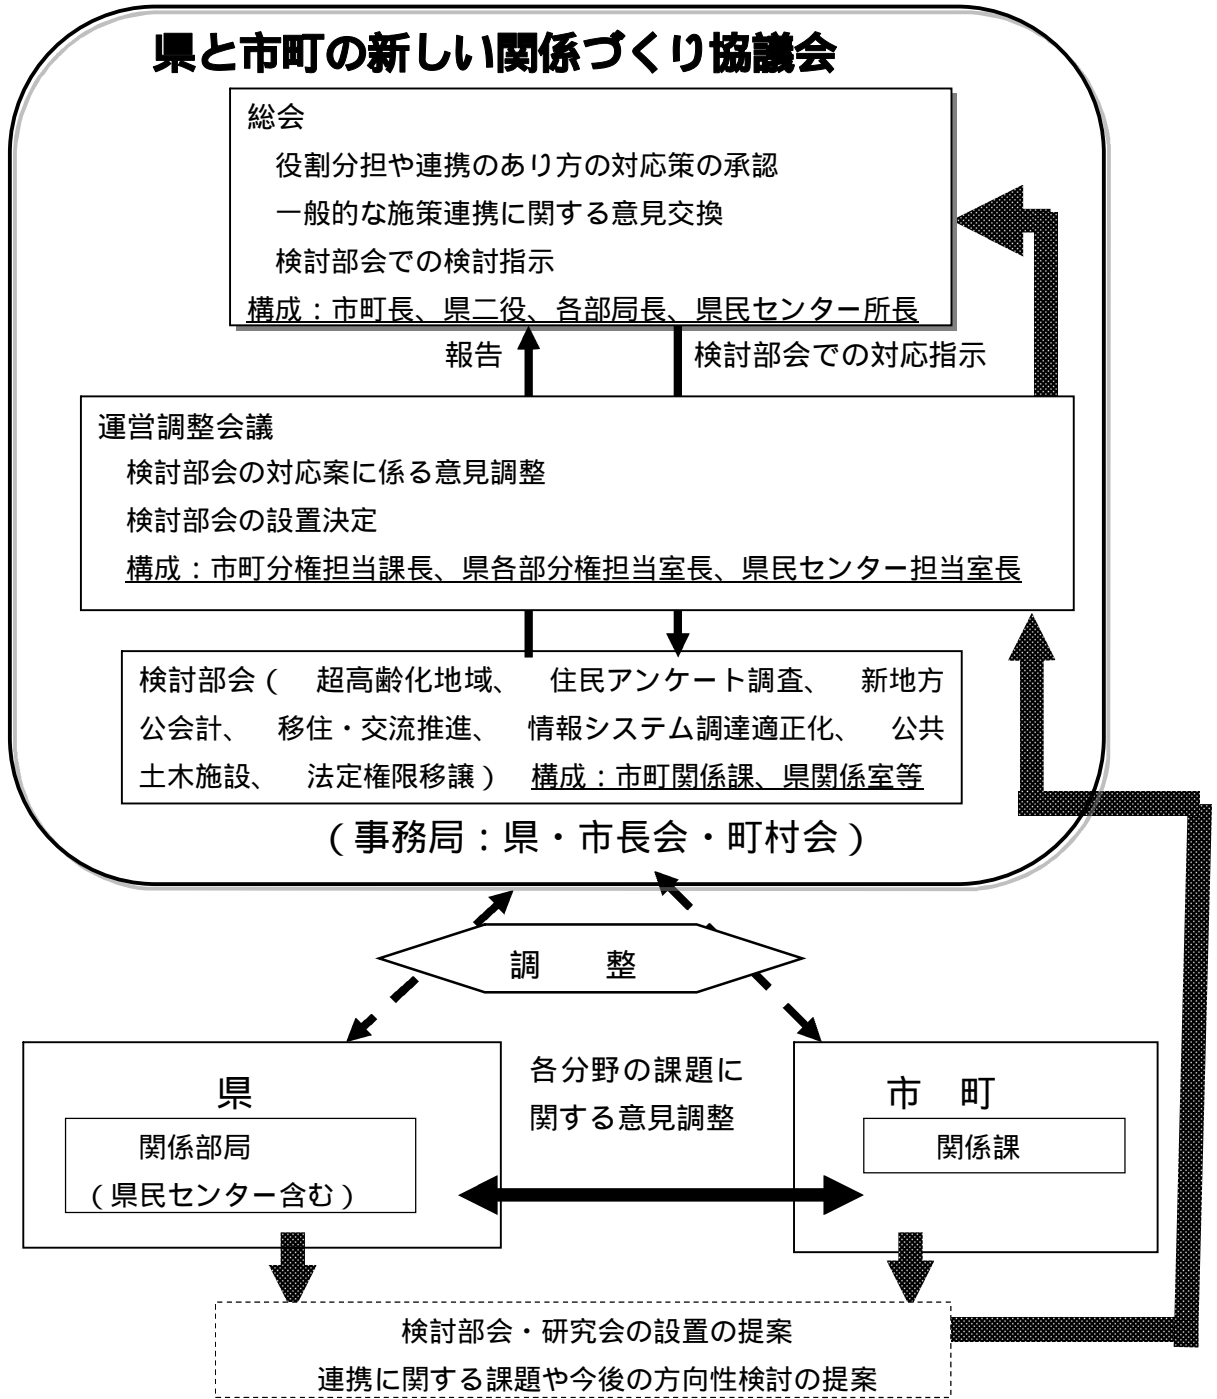 県と市町の新しい関係づくり協議会
総会
役割分担や連携のあり方の対応策の承認
一般的な施策連携に関する意見交換
検討部会での検討指示
構成：市町長、県二役、各部局長、県民センター所長
報告
検討部会での対応指示
運営調整会議
検討部会の対応案に係る意見調整
検討部会の設置決定
構成：市町分権担当課長、県各部分権担当室長、県民センター担当室長
検討部会（　超高齢化地域、　住民アンケート調査、　新地方
公会計、　移住・交流推進、　情報システム調達適正化、　公共
土木施設、　法定権限移譲）　構成：市町関係課、県関係室等
（事務局：県・市長会・町村会）
調　整
県
関係部局
（県民センター含む）
各分野の課題に
関する意見調整
市　町
関係課
検討部会・研究会の設置の提案
連携に関する課題や今後の方向性検討の提案